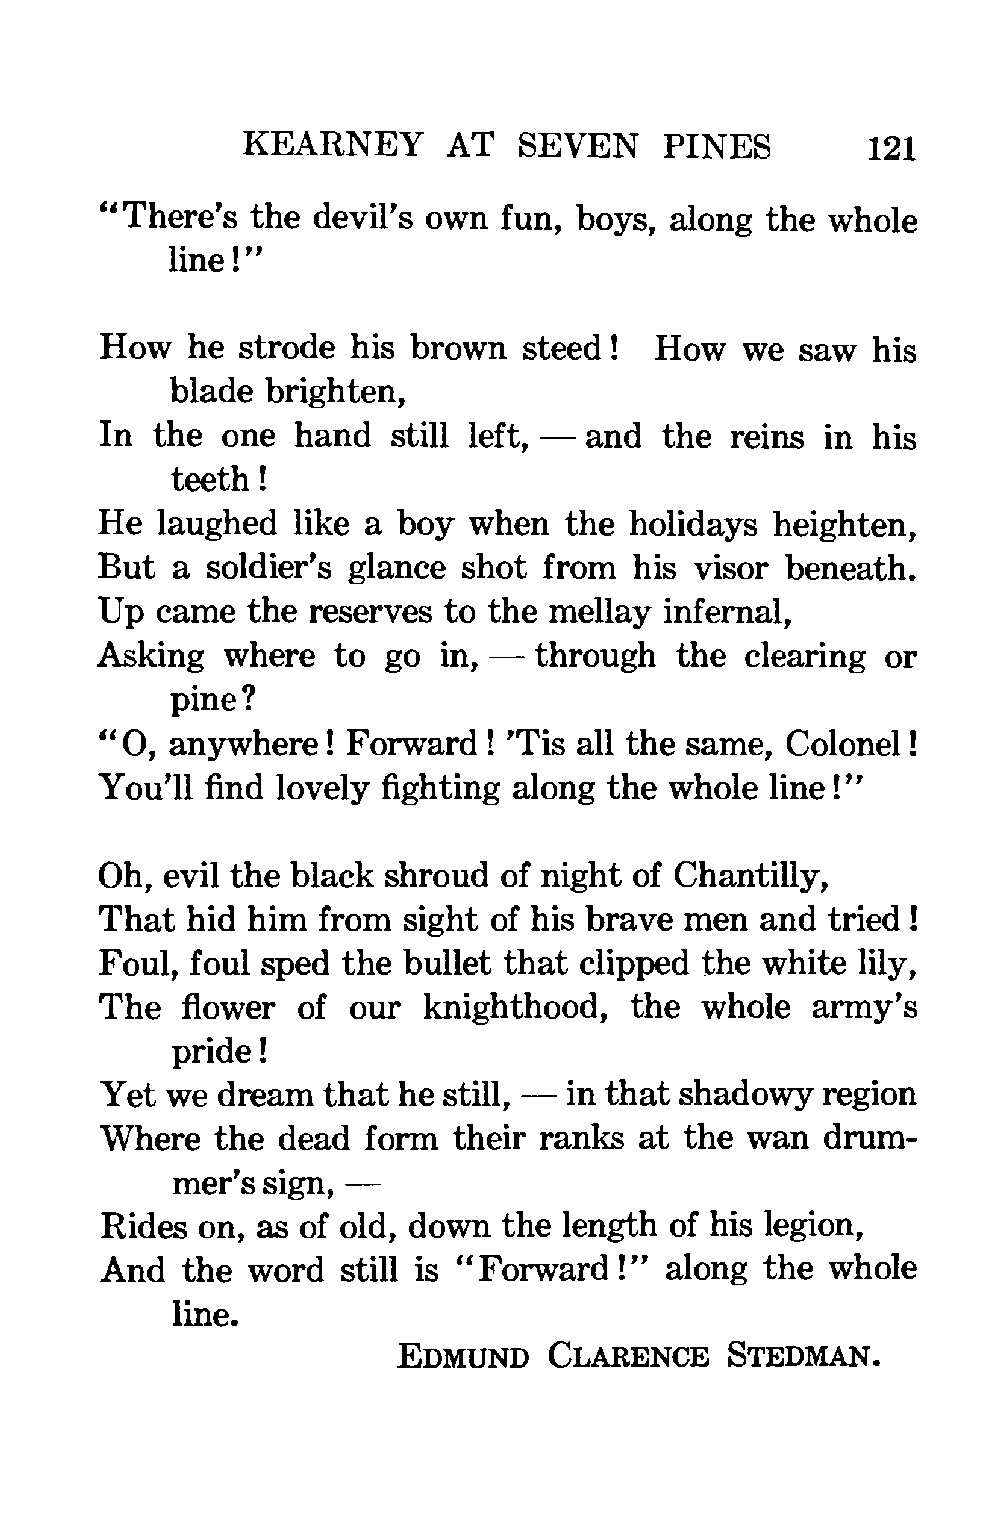 KEARNEY AT SEVEN PINES 121
"There's the devil's own fun, boys, along the whole
line!"
How he strode his brown steed! How we saw his
blade brighten,
In the one hand still left, — and the reins in his
teeth!
He laughed like a boy when the holidays heighten,
But a soldier's glance shot from his visor beneath.
Up came the reserves to the mellay infernal,
Asking where to go in, — through the clearing or
pine?
"O, anywhere! Forward! 'Tis all the same, Colonel!
You'll find lovely fighting along the whole line!"
Oh, evil the black shroud of night of Chantilly,
That hid him from sight of his brave men and tried!
Foul, foul sped the bullet that clipped the white lily,
The flower of our knighthood, the whole army's
pride!
Yet we dream that he still, — in that shadowy region
Where the dead form their ranks at the wan drum-
mer's sign, —
Rides on, as of old, down the length of his legion,
And the word still is "Forward!" along the whole
line.
EDMUND CLARENCE STEDMAN.